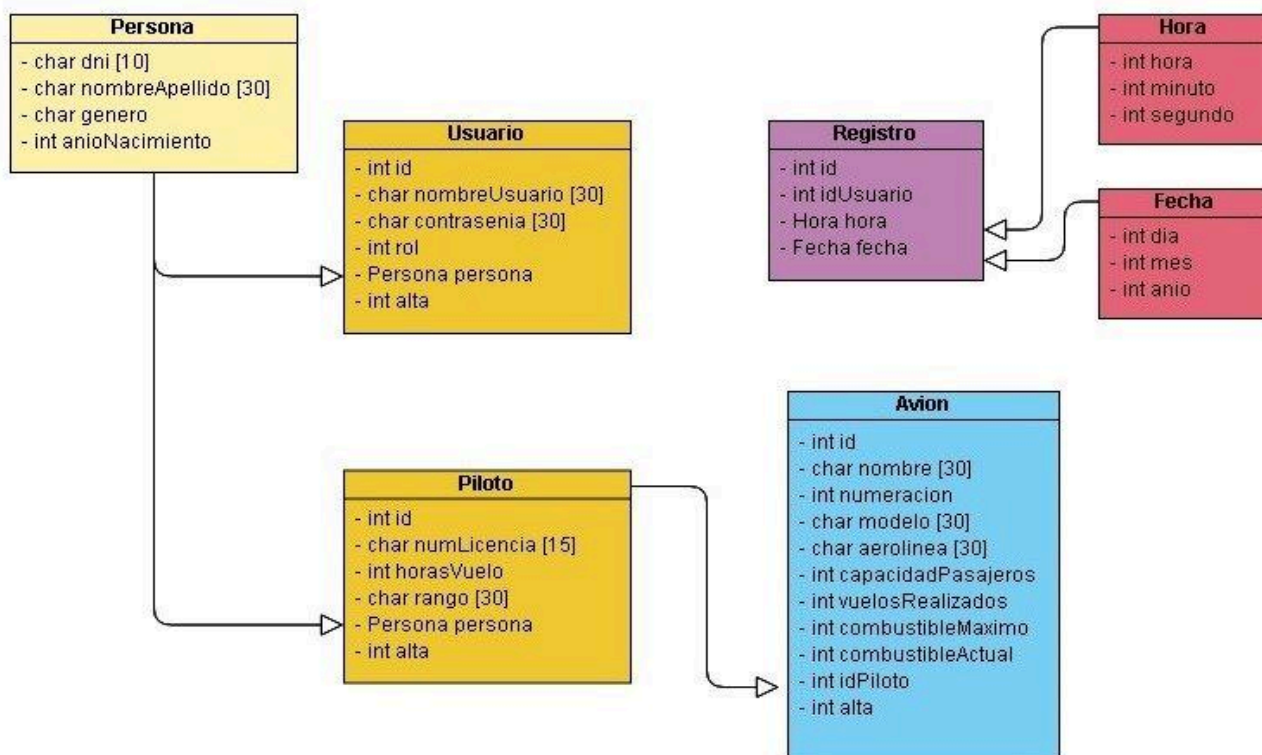 Persona
- char dni [10]
- char nombreApellido [30]
- char genero
- int anioNacimiento
Usuario
- int id
- char nombreUsuario [30]
- char contrasenia [30]
- int rol
- Persona persona
- int alta
Registro
- int id
- int idUsuario
- Hora hora
- Fecha fecha
Hora
- int hora
- int minuto
- int segundo
Fecha
- int dia
- int mes
- int anio
Piloto
- int id
- char numLicencia [15]
- int horasVuelo
- char rango [30]
- Persona persona
- int alta
Avion
- int id
- char nombre [30]
- int numeracion
- char modelo [30]
- char aerolinea [30]
- int capacidadPasajeros
- int vuelosRealizados
- int combustibleMaximo
- int combustibleActual
- int idPiloto
- int alta